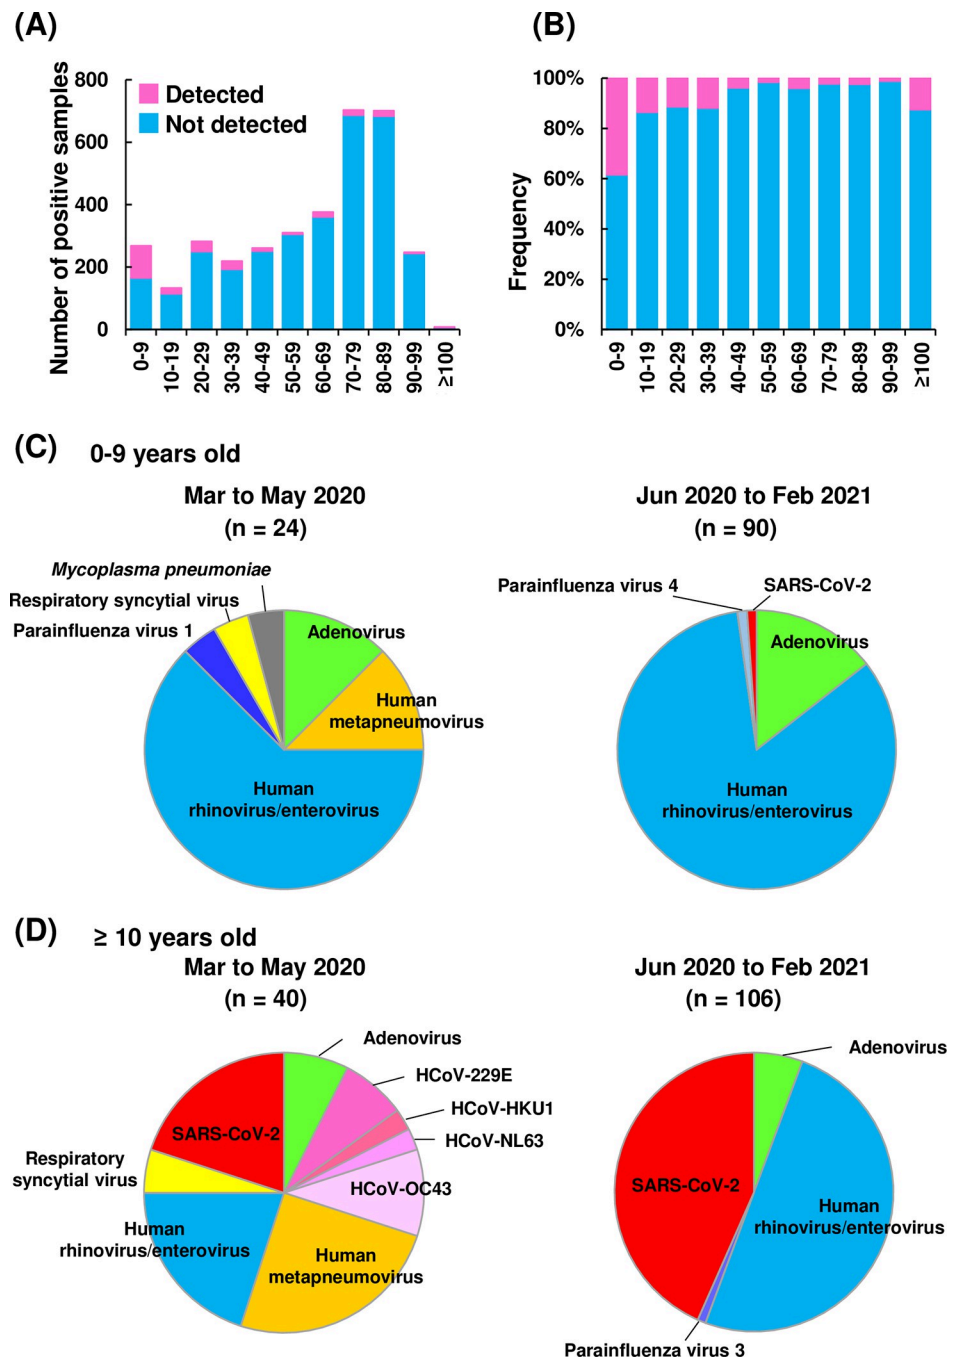 (A)
Number of positive samples
800
600
400
200
0
Detected
Not detected
0-9
10-19
20-29
30-39
40-49
50-59
60-69
70-79
80-89
90-99
≥100
(B)
Frequency
100%
80%
60%
40%
20%
0%
0-9
10-19
20-29
30-39
40-49
50-59
60-69
70-79
80-89
90-99
≥100
(C)
0-9 years old
Mar to May 2020
(n = 24)
Mycoplasma pneumoniae
Respiratory syncytial virus
Parainfluenza virus 1
Adenovirus
Human
metapneumovirus
Human
rhinovirus/enterovirus
Jun 2020 to Feb 2021
(n = 90)
Parainfluenza virus 4
SARS-CoV-2
Adenovirus
Human
rhinovirus/enterovirus
(D)
≥ 10 years old
Mar to May 2020
(n = 40)
Adenovirus
HCoV-229E
HCoV-HKU1
HCoV-NL63
HCoV-OC43
SARS-CoV-2
Respiratory
syncytial virus
Human
rhinovirus/enterovirus
Human
metapneumovirus
Jun 2020 to Feb 2021
(n = 106)
Adenovirus
SARS-CoV-2
Human
rhinovirus/enterovirus
Parainfluenza virus 3